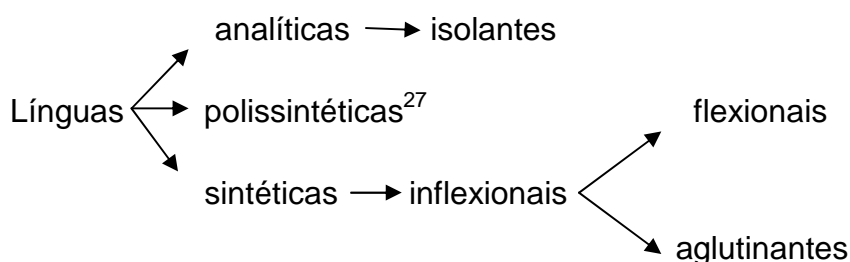 analíticas isolantes
Línguas polissintéticas27 flexionais
sintéticas inflexionais
aglutinantes